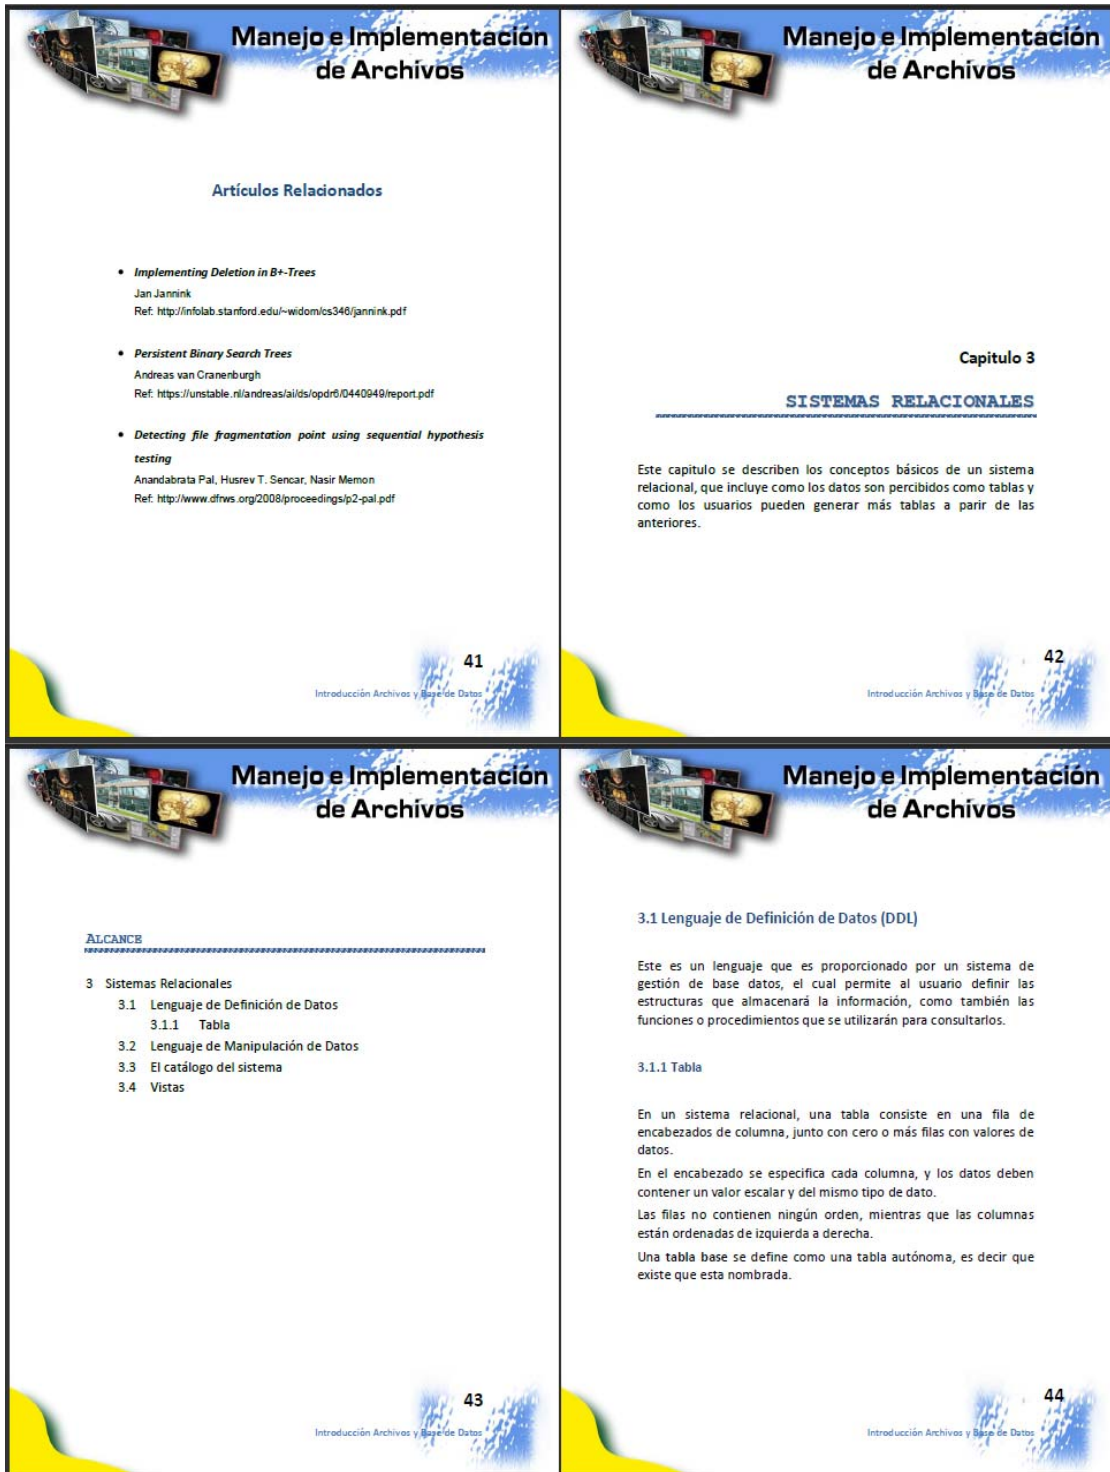 Manejo e Implementación
de Archivos
Artículos Relacionados
• Implementing Deletion in B+-Trees
Jan Jannink
Ref: http://infolab.stanford.edu/~widom/cs346/jannink.pdf
• Persistent Binary Search Trees
Andreas van Cranenburgh
Ref: https://unstable.nl/andreas/ai/ds/opdr6/0440949/report.pdf
• Detecting file fragmentation point using sequential hypothesis
testing
Anandabrata Pal, Husrev T. Sencar, Nasir Memon
Ref: http://www.dfrws.org/2008/proceedings/p2-pal.pdf
41
Introducción Archivos y Base de Datos
Manejo e Implementación
de Archivos
Capitulo 3
SISTEMAS RELACIONALES
Este capitulo se describen los conceptos básicos de un sistema
relacional, que incluye como los datos son percibidos como tablas y
como los usuarios pueden generar más tablas a parir de las
anteriores.
42
Introducción Archivos y Base de Datos
Manejo e Implementación
de Archivos
ALCANCE
3 Sistemas Relacionales
3.1 Lenguaje de Definición de Datos
3.1.1 Tabla
3.2 Lenguaje de Manipulación de Datos
3.3 El catálogo del sistema
3.4 Vistas
43
Introducción Archivos y Base de Datos
Manejo e Implementación
de Archivos
3.1 Lenguaje de Definición de Datos (DDL)
Este es un lenguaje que es proporcionado por un sistema de
gestión de base datos, el cual permite al usuario definir las
estructuras que almacenará la información, como también las
funciones o procedimientos que se utilizarán para consultarlos.
3.1.1 Tabla
En un sistema relacional, una tabla consiste en una fila de
encabezados de columna, junto con cero o más filas con valores de
datos.
En el encabezado se especifica cada columna, y los datos deben
contener un valor escalar y del mismo tipo de dato.
Las filas no contienen ningún orden, mientras que las columnas
están ordenadas de izquierda a derecha.
Una tabla base se define como una tabla autónoma, es decir que
existe que esta nombrada.
44
Introducción Archivos y Base de Datos